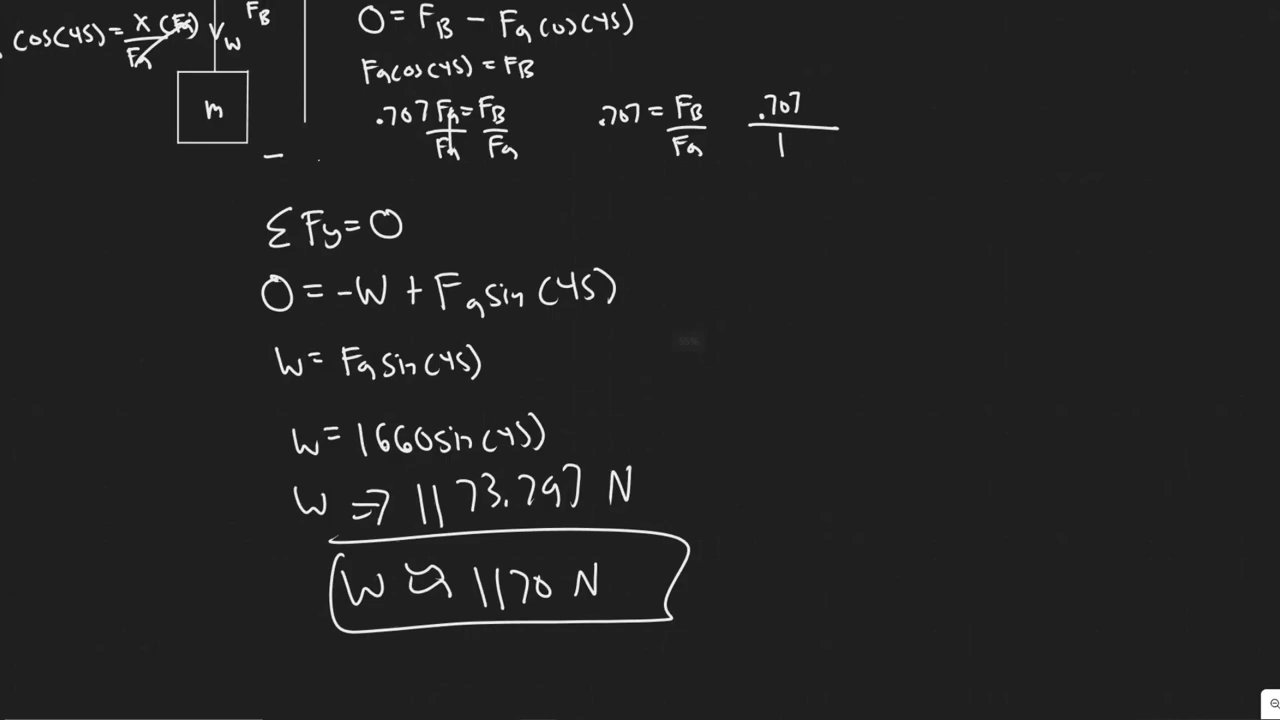 cos(45) = X (Fa)
Fa
W
FB
m
0 = FB - Fa cos(45)
Fa cos(45) = FB
.707 Fa = FB
Fa Fa
.707 = FB
Fa
.707
1
ΣFy = 0
0 = -W + Fa sin (45)
W = Fa sin(45)
55%
W = 1660 sin(45)
W => 1173.797 N
W ≈ 1170 N